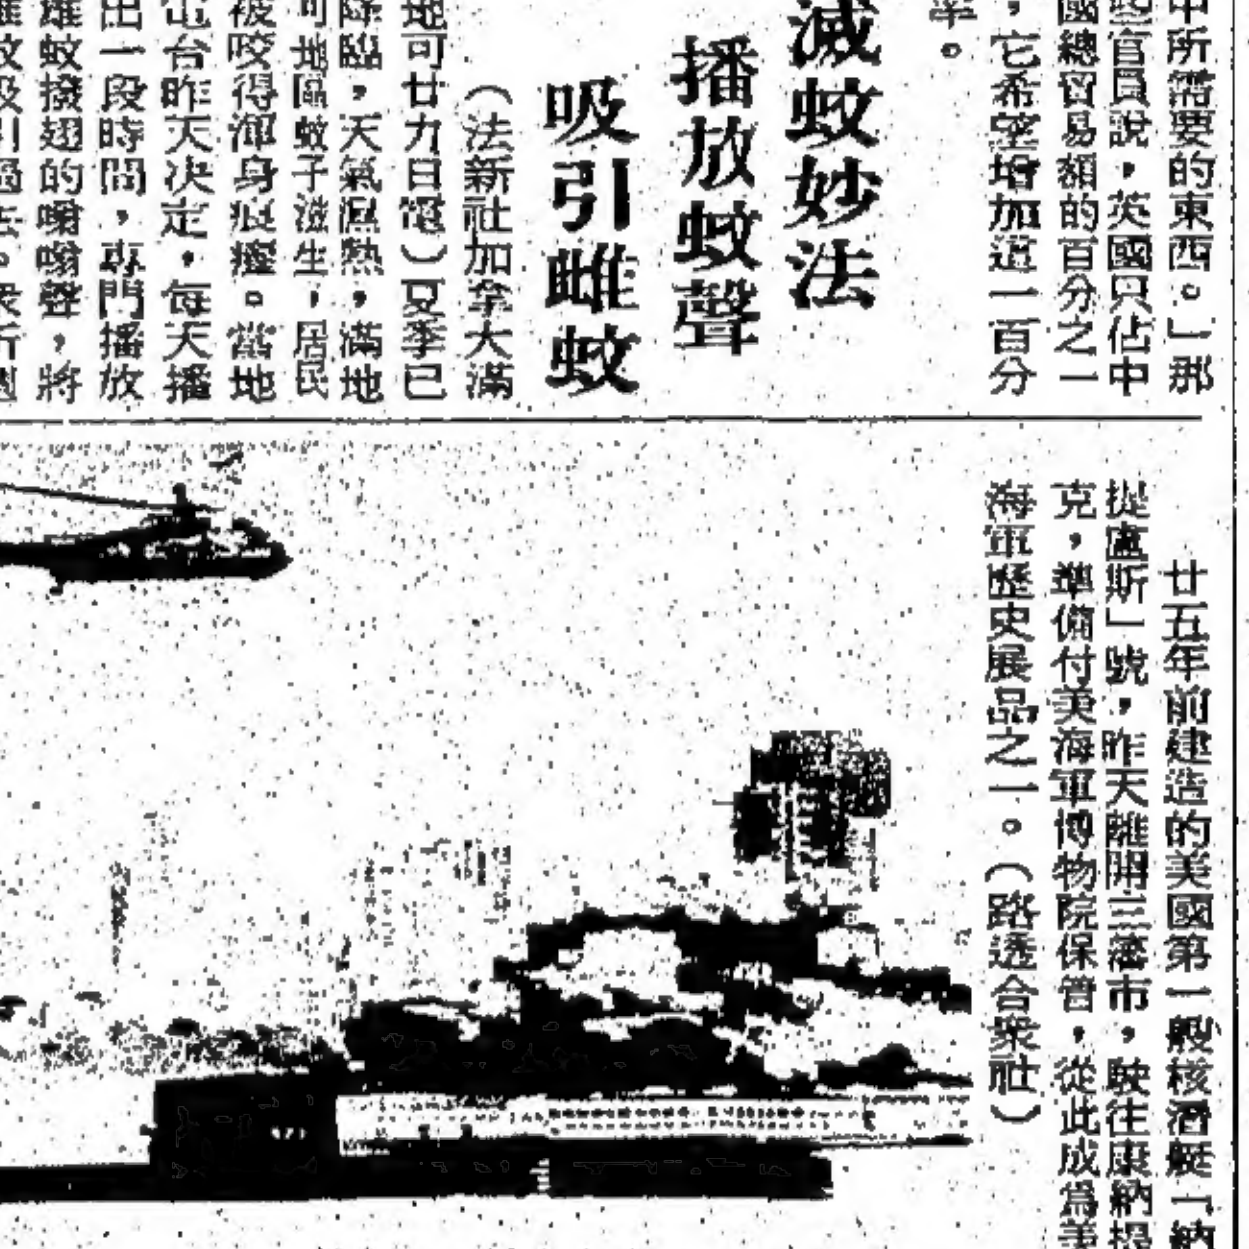 中所需要的東西。」那
些官員說，英國只佔中
國總貿易額的百分之一
，它希望增加這一百分
率。
滅蚊妙法
播放蚊聲
吸引雌蚊
（法新社加拿大滿
地可廿九日電）夏季已
降臨，天氣濕熱，滿地
可地區蚊子滋生，居民
被咬得渾身痕癢。當地
電台昨天決定，每天播
出一段時間，專門播放
雄蚊撥翅的嗡嗡聲，將
雌蚊吸引過去。
廿五年前建造的美國第一艘核潛艇「納
提盧斯」號，昨天離開三藩市，駛往康納提
克，準備付美海軍博物院保管，從此成為美
海軍歷史展品之一。（路透合衆社）